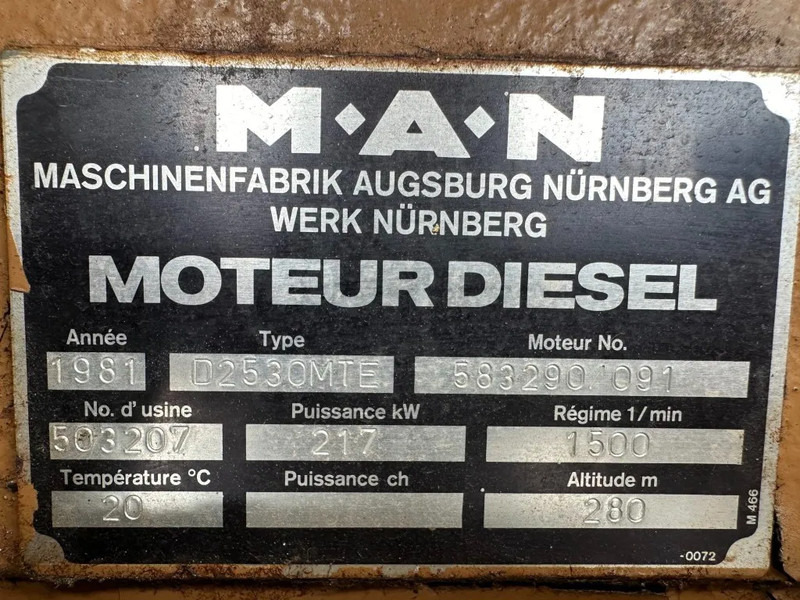 M·A·N
MASCHINENFABRIK AUGSBURG NÜRNBERG AG
WERK NÜRNBERG
MOTEUR DIESEL
Année Type Moteur No.
1981 D2530MTE 583290 091
No. d'usine Puissance kW Régime 1/min
503207 217 1500
Température °C Puissance ch Altitude m
20 280
M 466
-0072